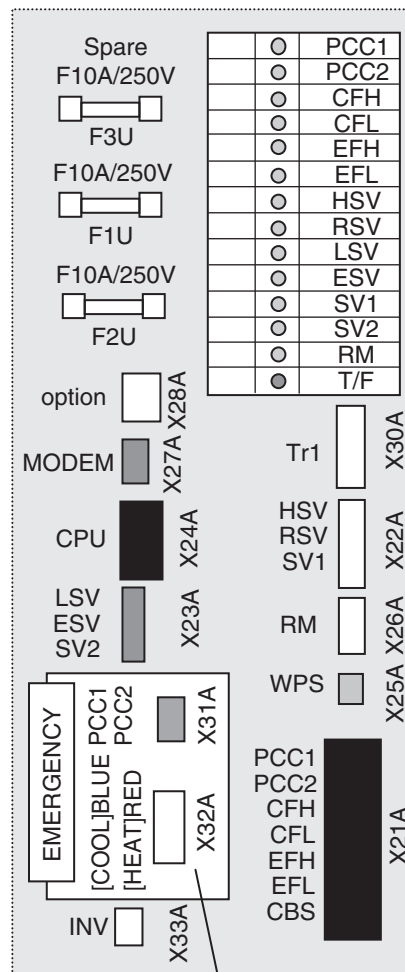 Spare
F10A/250V
F3U
F10A/250V
F1U
F10A/250V
F2U
PCC1
PCC2
CFH
CFL
EFH
EFL
HSV
RSV
LSV
ESV
SV1
SV2
RM
T/F
option
X28A
MODEM
X27A
CPU
X24A
LSV
ESV
SV2
X23A
Tr1
X30A
HSV
RSV
SV1
X22A
RM
X26A
WPS
X25A
EMERGENCY
PCC1
PCC2
X31A
[COOL]BLUE
[HEAT]RED
X32A
INV
X33A
PCC1
PCC2
CFH
CFL
EFH
EFL
CBS
X21A